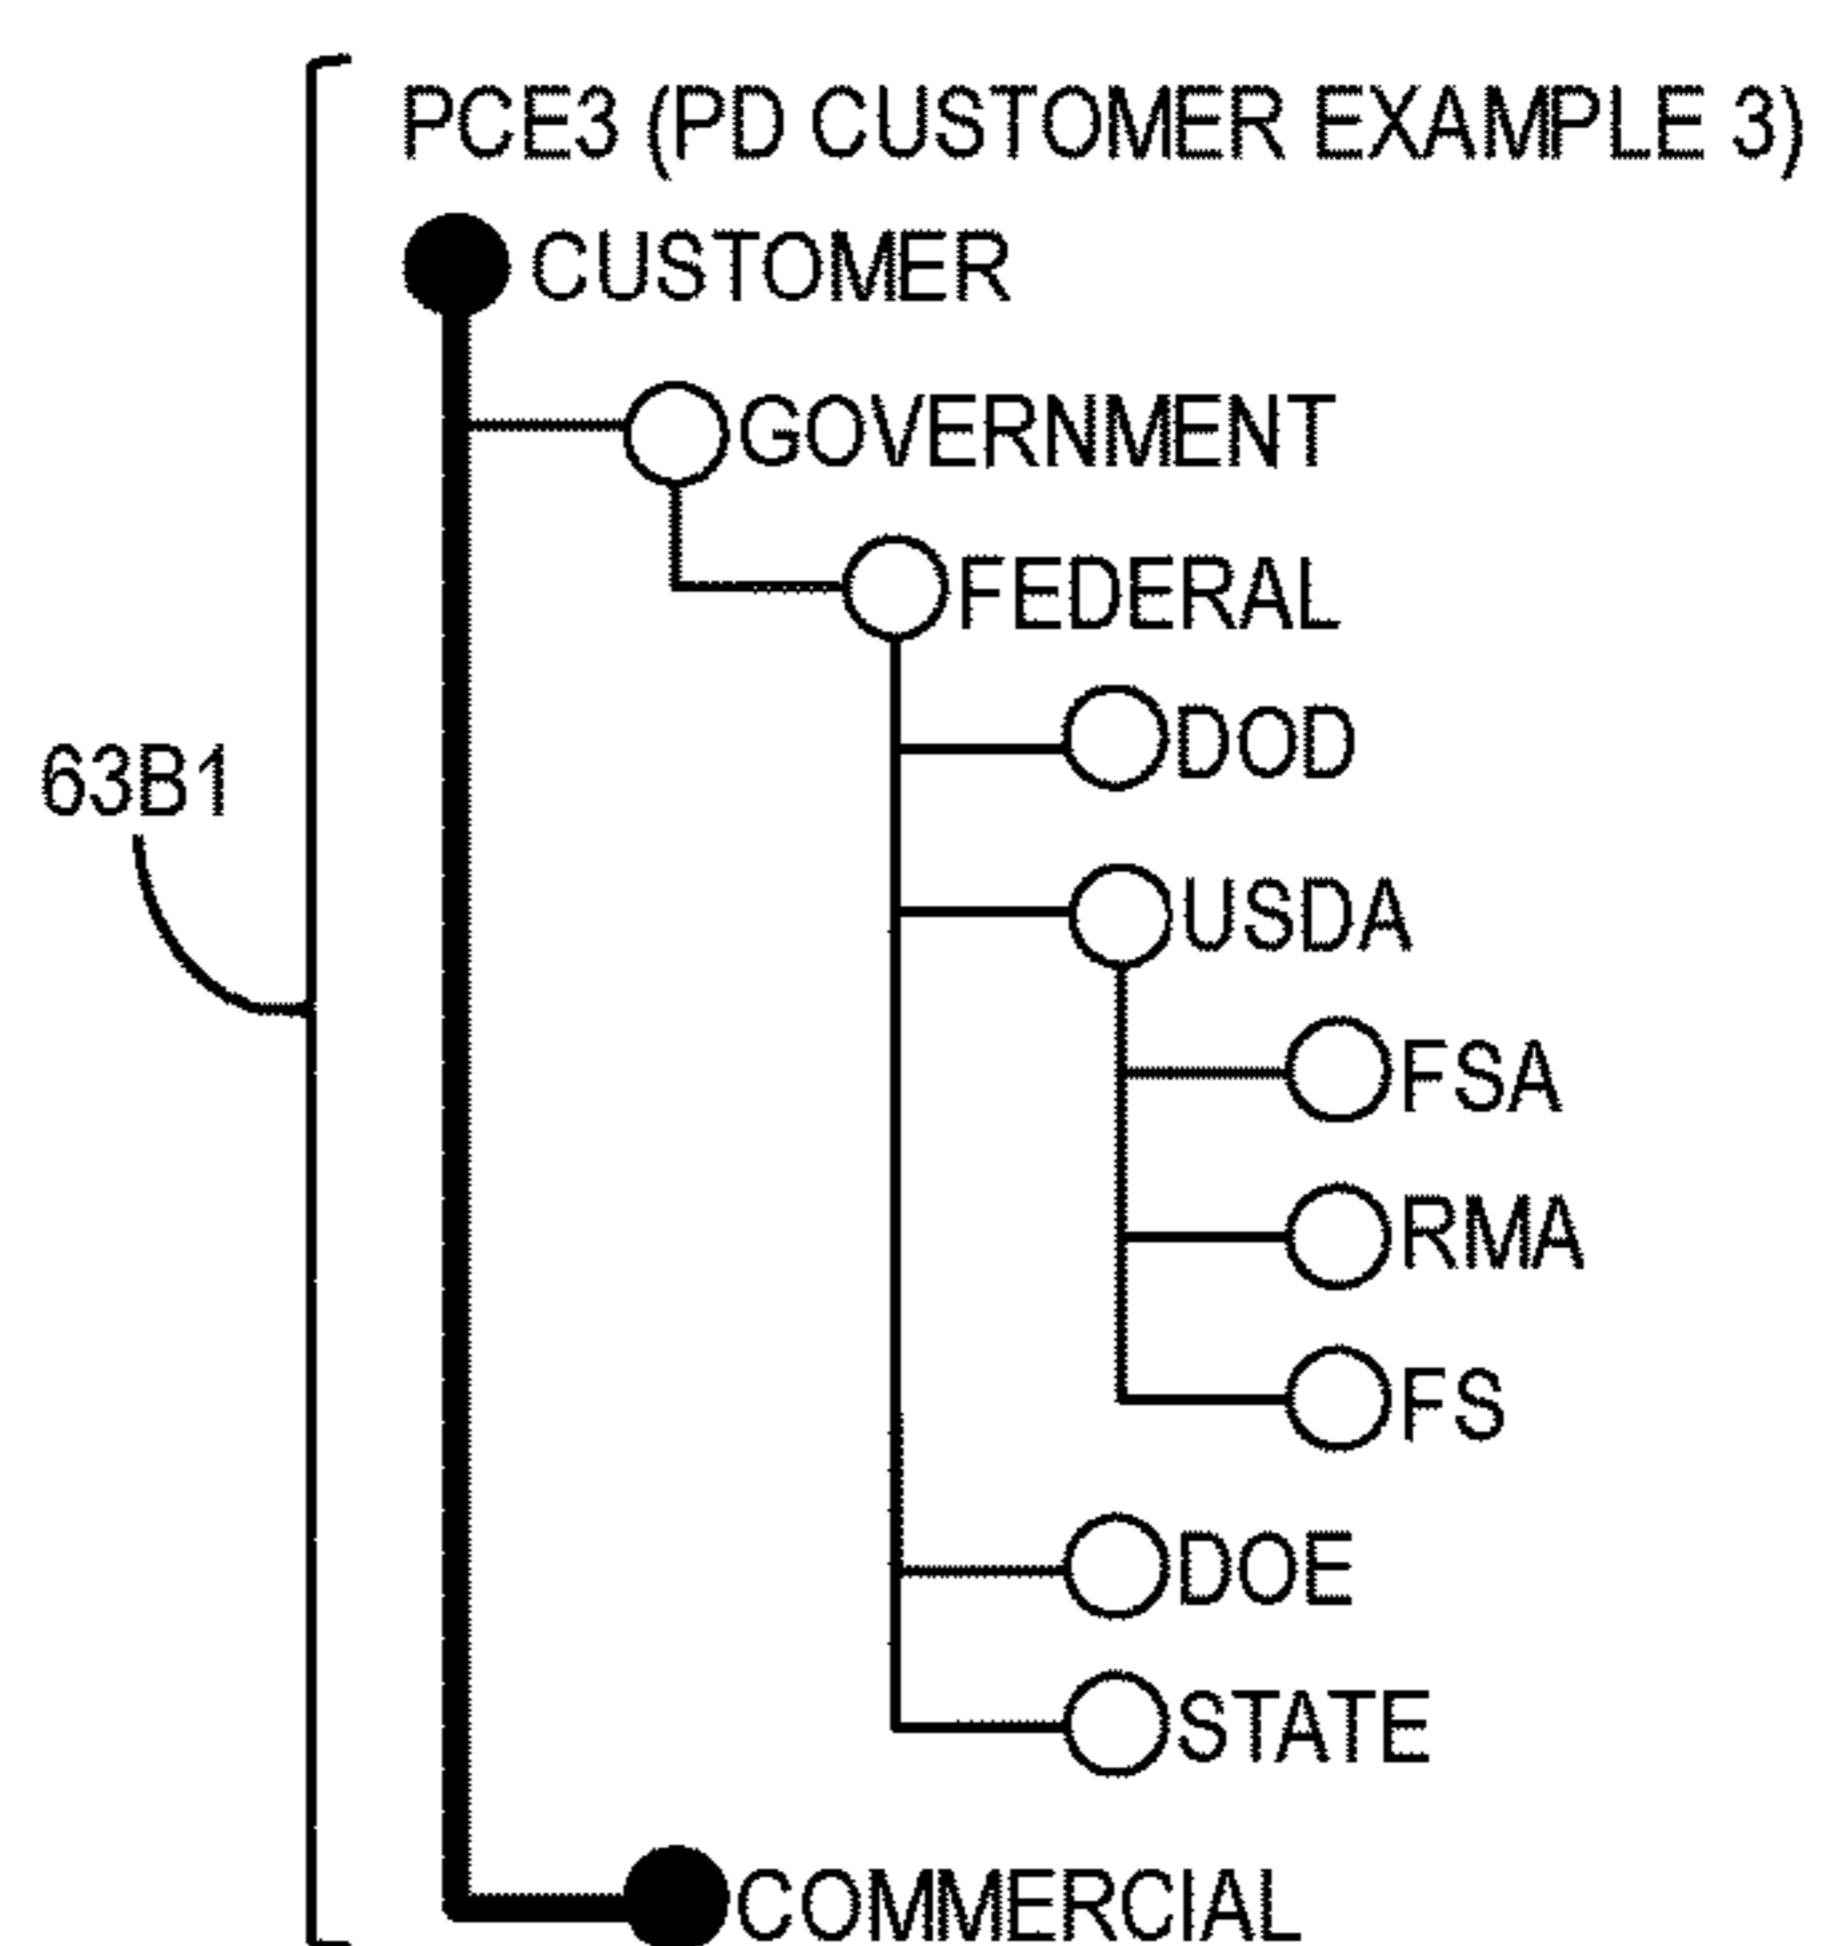 PCE3 (PD CUSTOMER EXAMPLE 3)
CUSTOMER
GOVERNMENT
FEDERAL
DOD
63B1
USDA
FSA
RMA
FS
DOE
STATE
COMMERCIAL